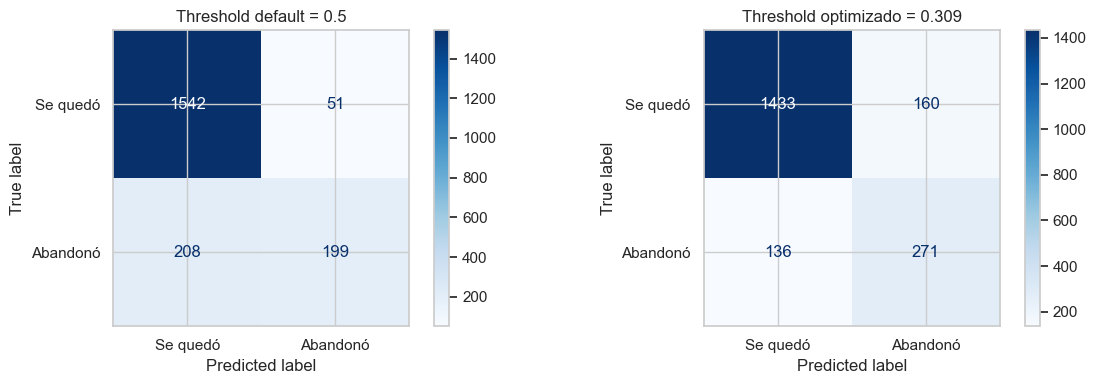 Threshold default = 0.5
Se quedó
Abandonó
True label
1542
51
208
199
Se quedó
Abandonó
Predicted label
1400
1200
1000
800
600
400
200
Threshold optimizado = 0.309
Se quedó
Abandonó
True label
1433
160
136
271
Se quedó
Abandonó
Predicted label
1400
1200
1000
800
600
400
200